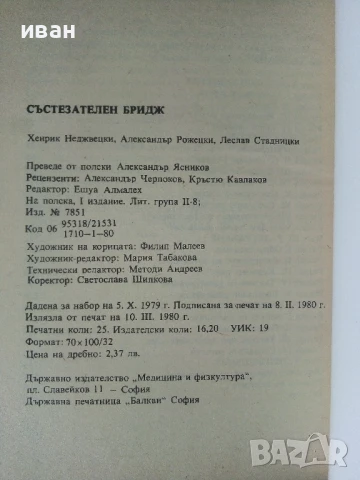 иван
СЪСТЕЗАТЕЛЕН БРИДЖ
Хенрик Неджвецки, Александър Рожецки, Леслав Стадницки
Преведе от полски Александър Ясников
Рецензенти: Александър Черпоков, Кръстю Кавлаков
Редактор: Ешуа Алмалех
На полска, I издание. Лит. група II-8;
Изд. № 7851
Код 06 95318/21531
1710—1—80
Художник на корицата: Филип Малеев
Художник-редактор: Мария Табакова
Технически редактор: Методи Андреев
Коректор: Светослава Шипкова
Дадена за набор на 5. X. 1979 г. Подписана за печат на 8. II. 1980 г.
Излязла от печат на 10. III. 1980 г.
Печатни коли: 25. Издателски коли: 16,20 УИК: 19
Формат: 70×100/32
Цена на дребно: 2,37 лв.
Държавно издателство „Медицина и физкултура",
пл. Славейков 11 — София
Държавна печатница „Балкан" София
BAZAR